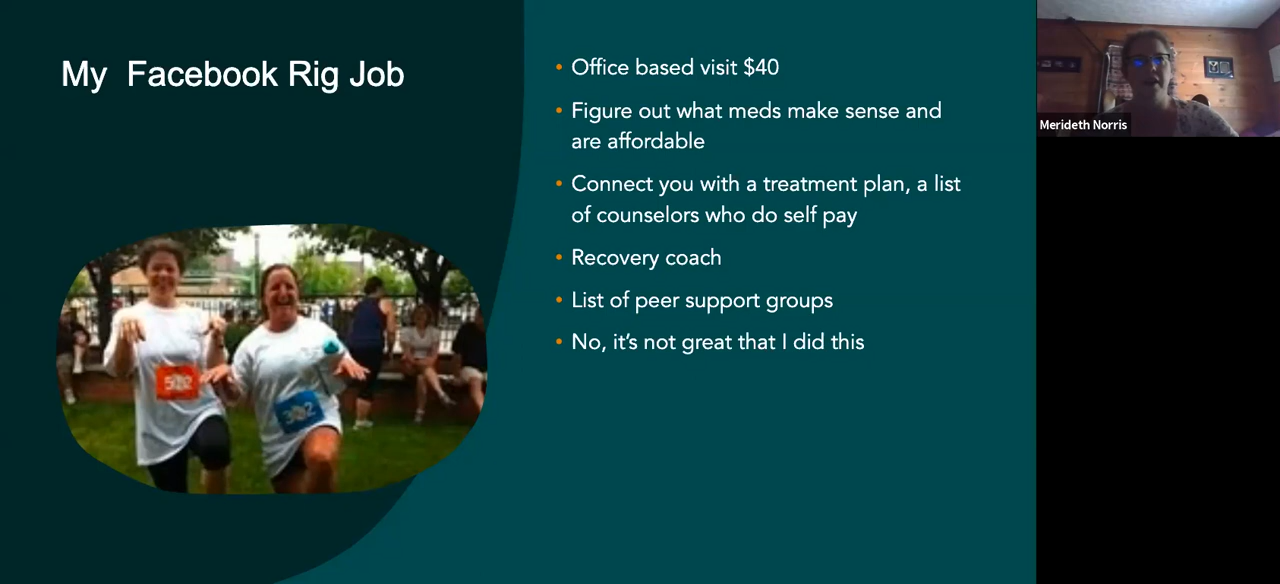 My  Facebook Rig Job
• Office based visit $40
• Figure out what meds make sense and
are affordable
• Connect you with a treatment plan, a list
of counselors who do self pay
• Recovery coach
• List of peer support groups
• No, it’s not great that I did this
Merideth Norris